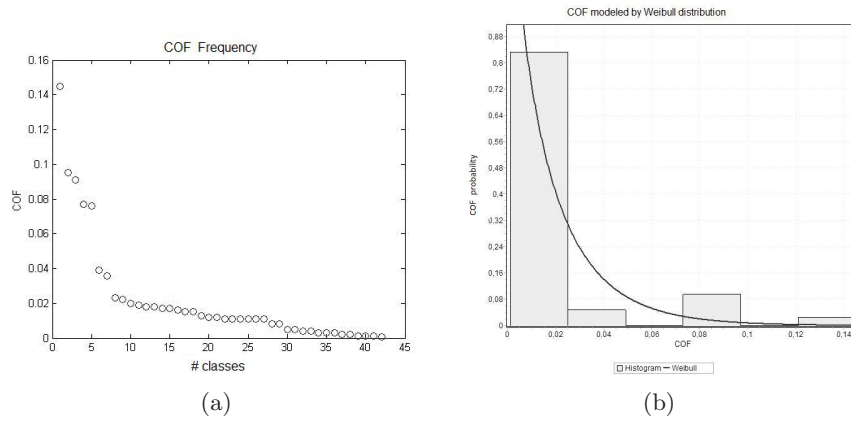 COF Frequency
0.16
0.14
0.12
0.1
0.08
0.06
0.04
0.02
0
COF
0 5 10 15 20 25 30 35 40 45
# classes
(a)
COF modeled by Weibull distribution
0,88
0,8
0,72
0,64
0,56
0,48
0,4
0,32
0,24
0,16
0,08
0
COF probability
0,02 0,04 0,06 0,08 0,1 0,12 0,14
COF
Histogram Weibull
(b)